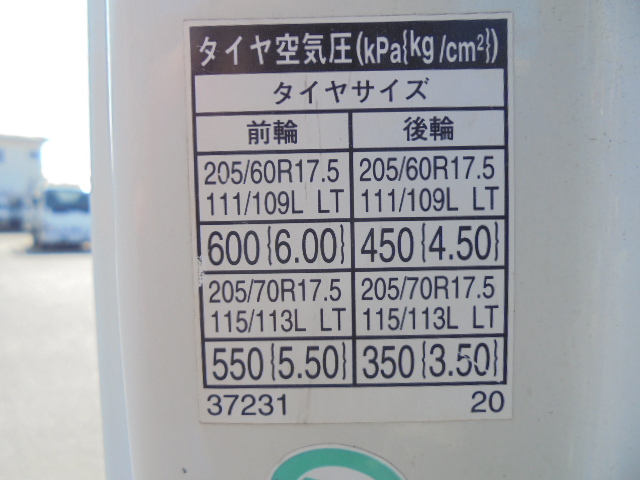 タイヤ空気圧(kPa{kg/cm²})
タイヤサイズ
前輪 後輪
205/60R17.5 205/60R17.5
111/109L LT 111/109L LT
600{6.00} 450{4.50}
205/70R17.5 205/70R17.5
115/113L LT 115/113L LT
550{5.50} 350{3.50}
37231 20